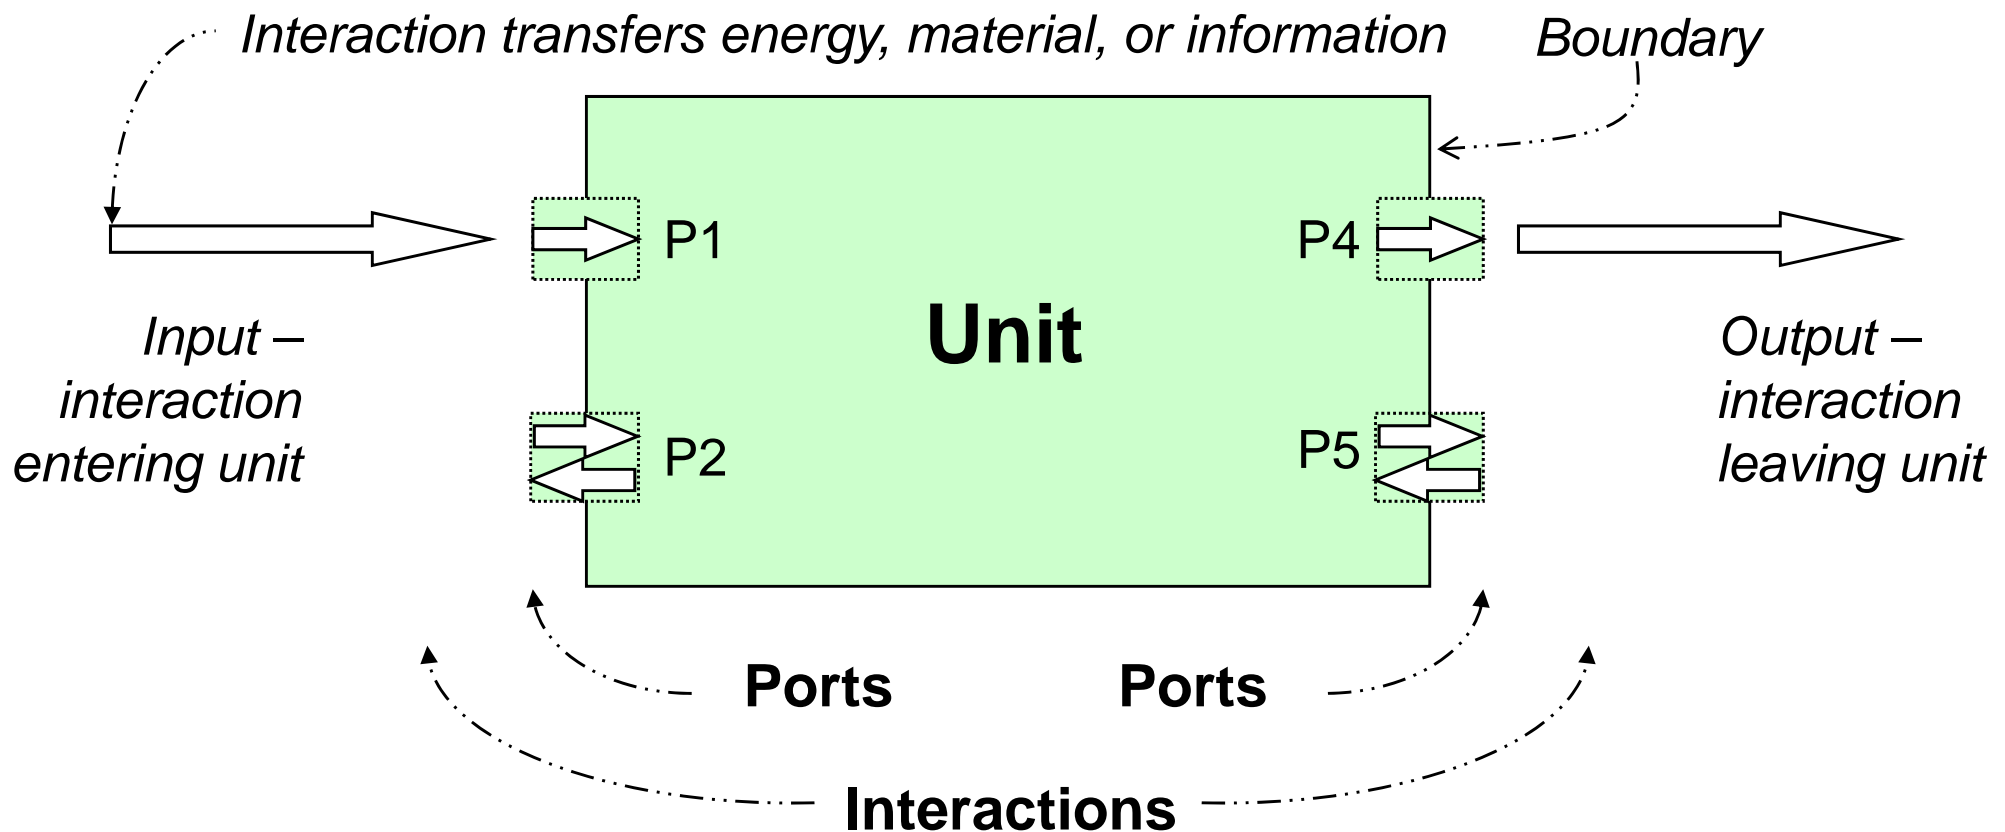 Interaction transfers energy, material, or information
Boundary
P1
P4
Unit
Input –
interaction
entering unit
Output –
interaction
leaving unit
P2
P5
Ports
Ports
Interactions